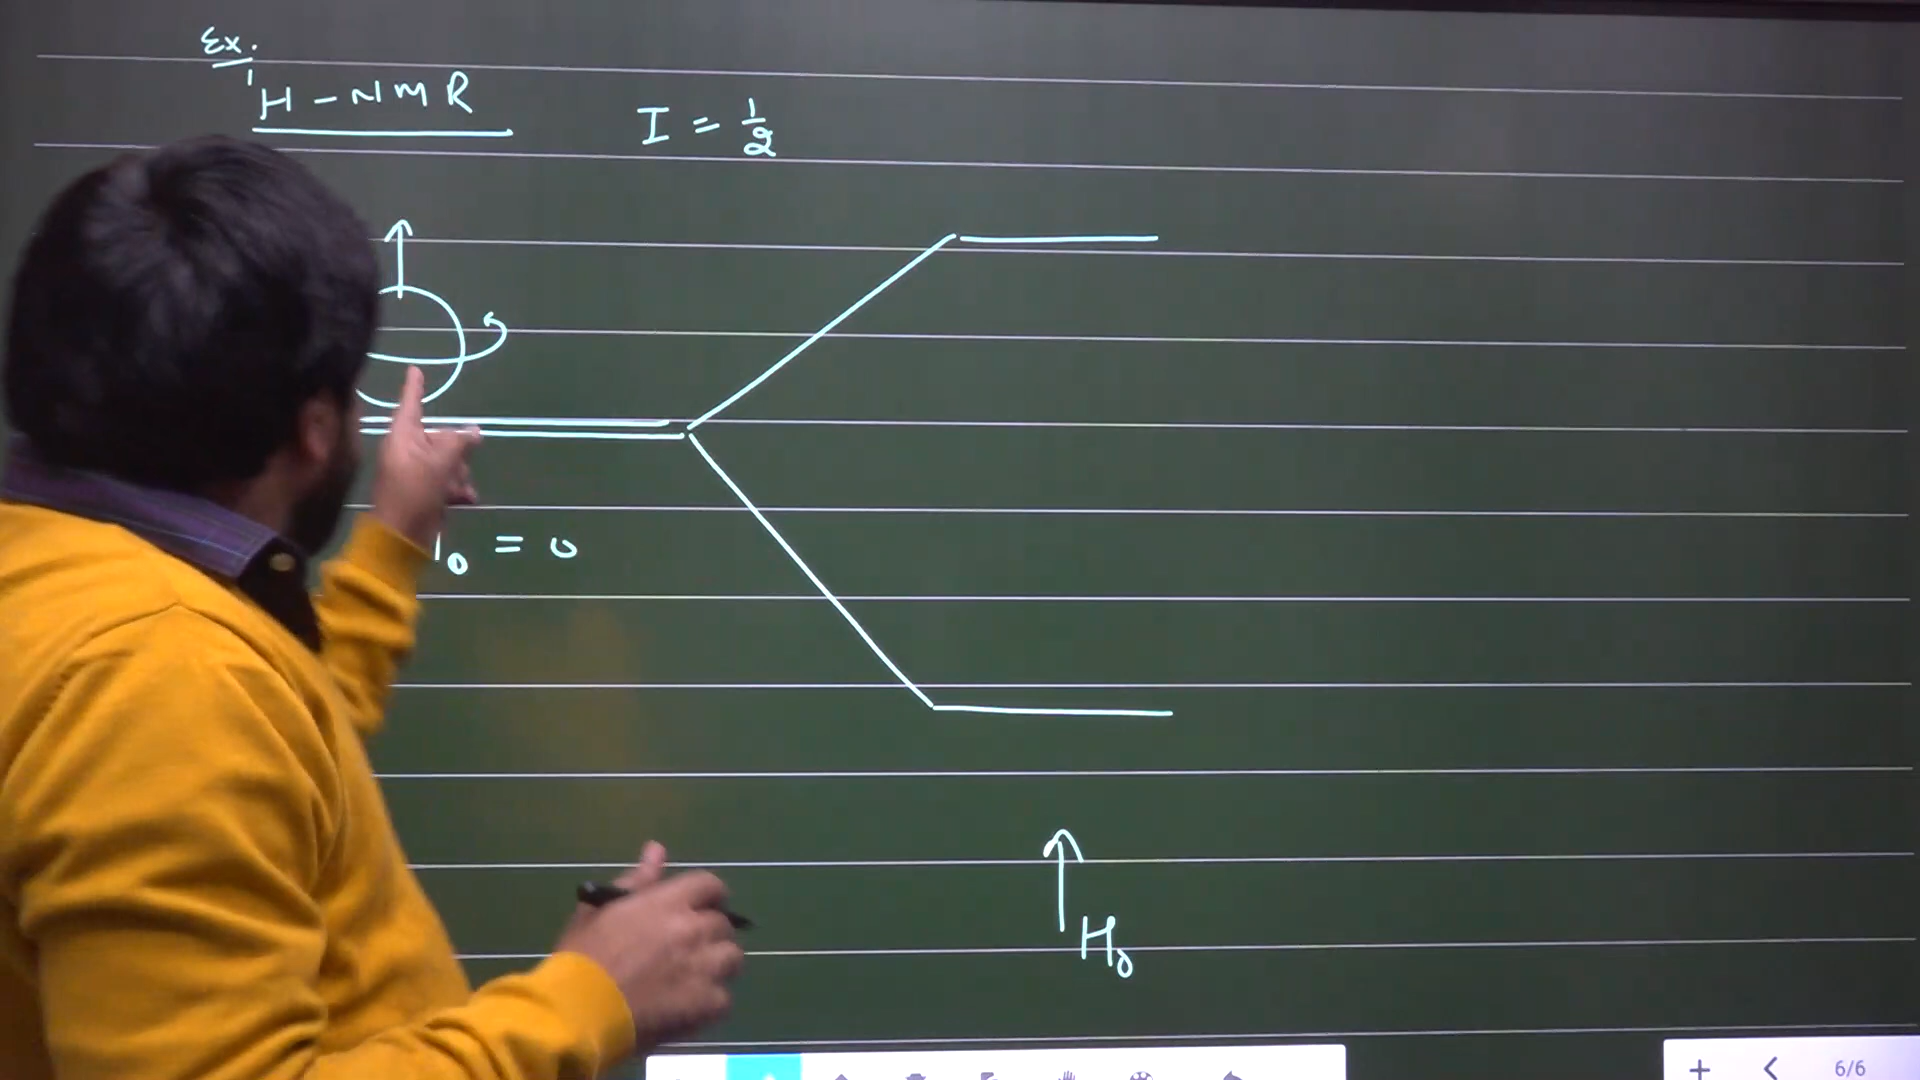 Ex.
¹H - NMR
I = 1/2
₀ = 0
H₀
6/6